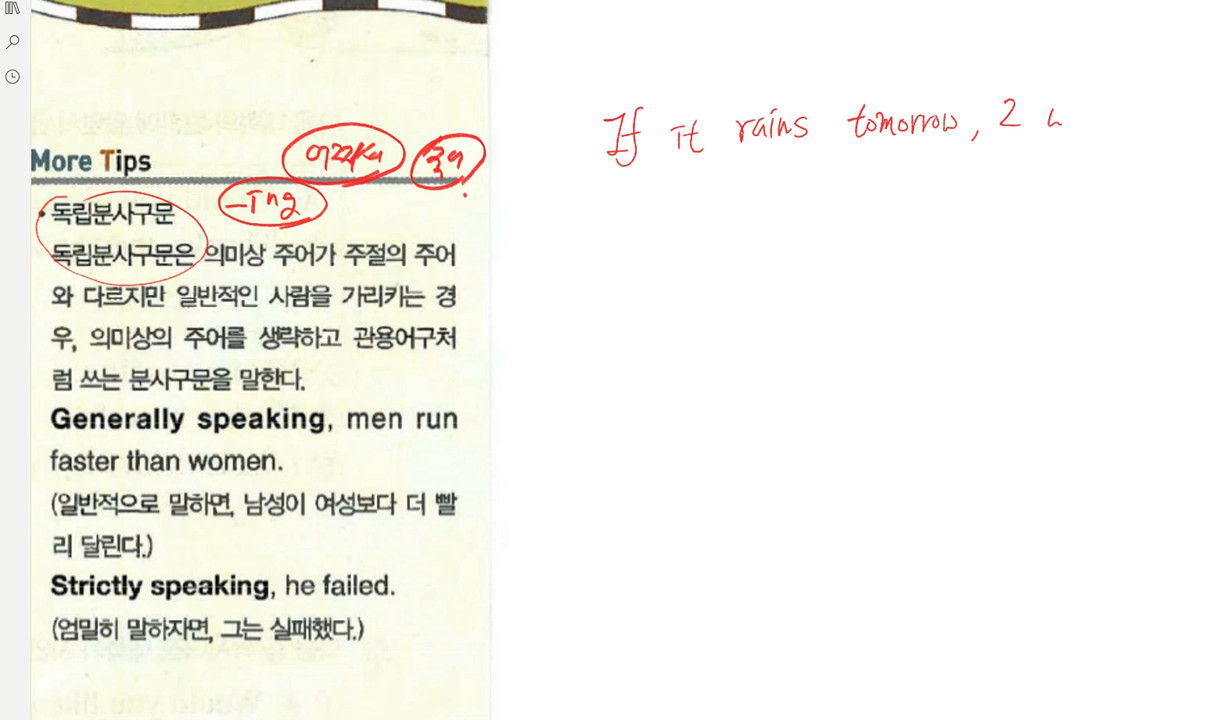 If it rains tomorrow, 2
More Tips
-ing
• 독립분사구문
독립분사구문은 의미상 주어가 주절의 주어
와 다르지만 일반적인 사람을 가리키는 경
우, 의미상의 주어를 생략하고 관용어구처
럼 쓰는 분사구문을 말한다.
Generally speaking, men run
faster than women.
(일반적으로 말하면, 남성이 여성보다 더 빨
리 달린다.)
Strictly speaking, he failed.
(엄밀히 말하자면, 그는 실패했다.)